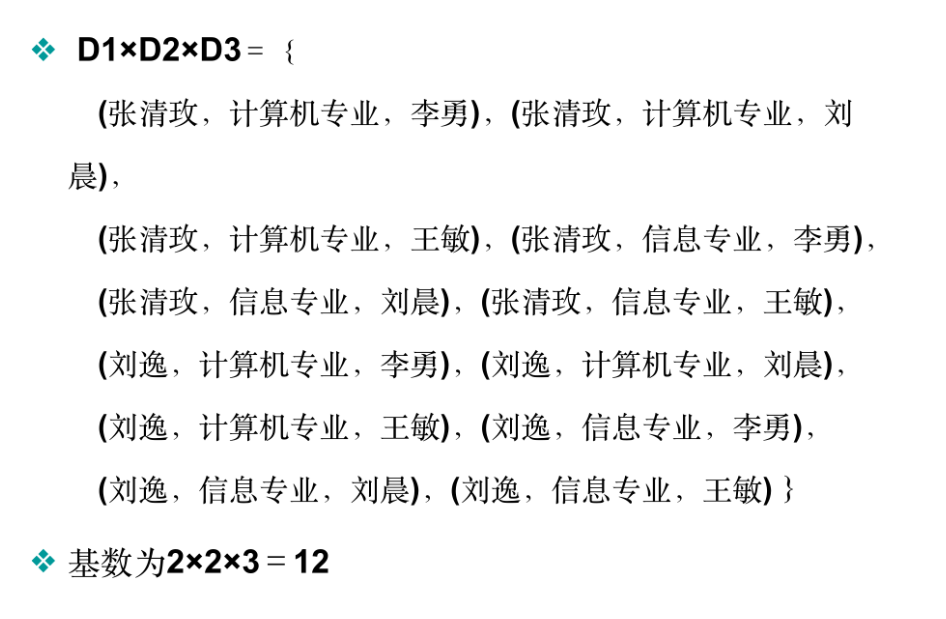 ❖ D1×D2×D3 = {
(张清玫，计算机专业，李勇)，(张清玫，计算机专业，刘
晨)，
(张清玫，计算机专业，王敏)，(张清玫，信息专业，李勇)，
(张清玫，信息专业，刘晨)，(张清玫，信息专业，王敏)，
(刘逸，计算机专业，李勇)，(刘逸，计算机专业，刘晨)，
(刘逸，计算机专业，王敏)，(刘逸，信息专业，李勇)，
(刘逸，信息专业，刘晨)，(刘逸，信息专业，王敏) }
❖ 基数为2×2×3 = 12